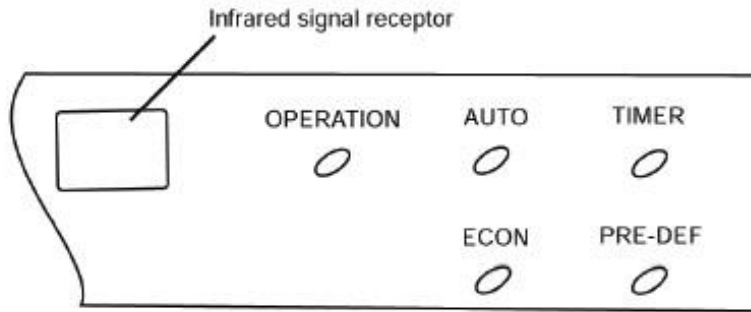 Infrared signal receptor
OPERATION AUTO TIMER
ECON PRE-DEF